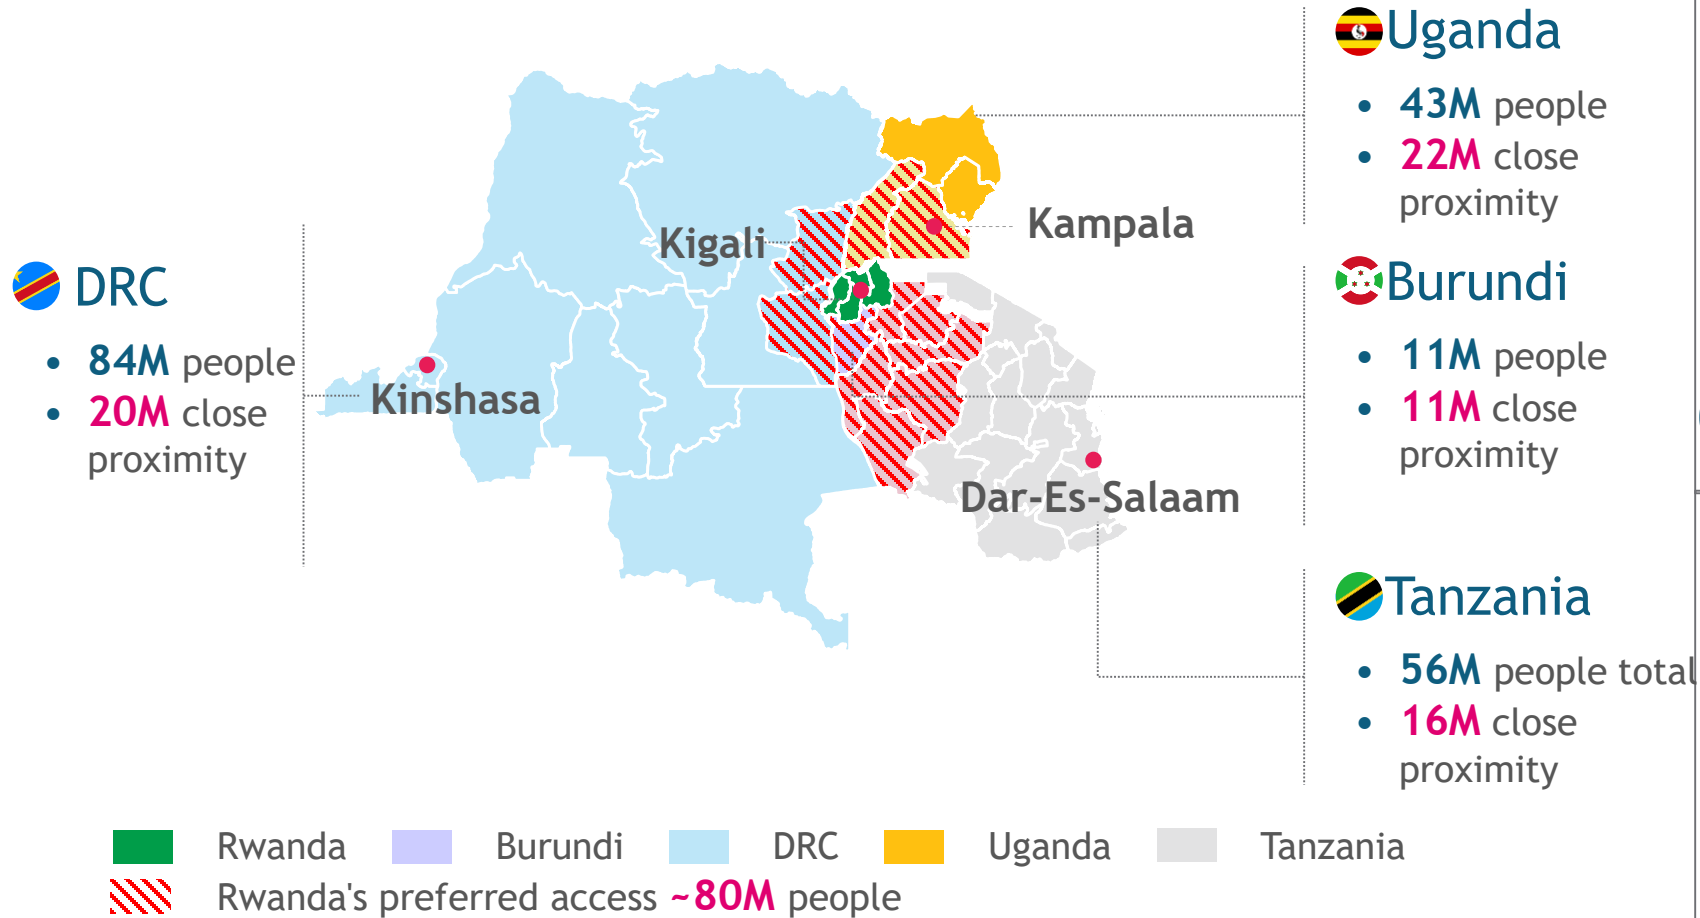 Uganda
• 43M people
• 22M close
proximity
Kampala
Kigali
DRC
• 84M people
• 20M close
proximity
Kinshasa
Burundi
• 11M people
• 11M close
proximity
Dar-Es-Salaam
Tanzania
• 56M people total
• 16M close
proximity
Rwanda Burundi DRC Uganda Tanzania
Rwanda's preferred access ~80M people